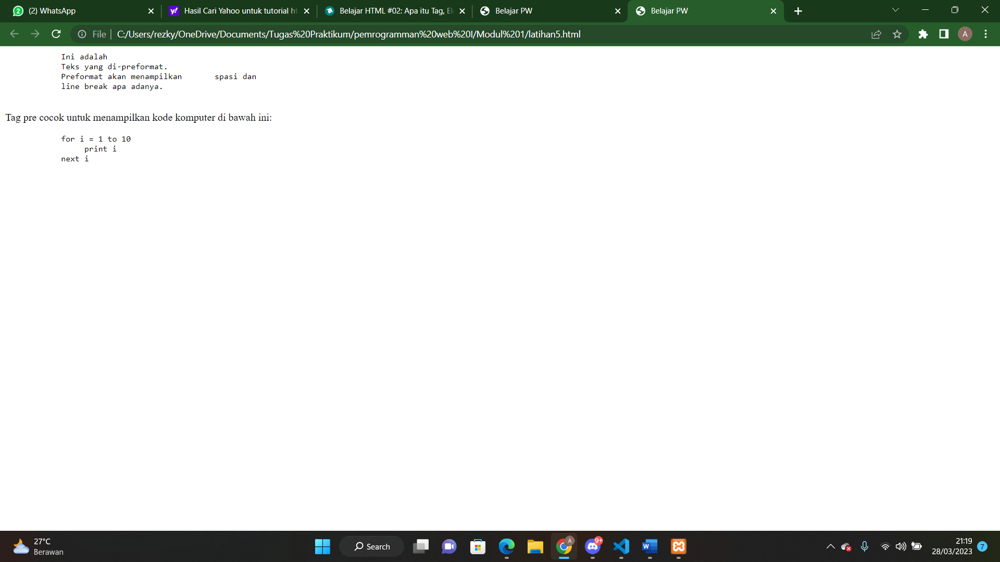 (2) WhatsApp
Hasil Cari Yahoo untuk tutorial ht
Belajar HTML #02: Apa itu Tag, El
Belajar PW
Belajar PW
File
C:/Users/rezky/OneDrive/Documents/Tugas%20Praktikum/pemrogramman%20web%20I/Modul%201/latihan5.html
A
Ini adalah
Teks yang di-preformat.
Preformat akan menampilkan       spasi dan
line break apa adanya.
Tag pre cocok untuk menampilkan kode komputer di bawah ini:
for i = 1 to 10
     print i
next i
27°C
Berawan
Search
A
9+
21:19
28/03/2023
7